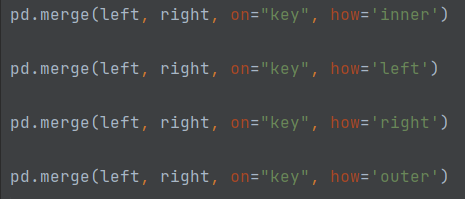 pd.merge(left, right, on="key", how='inner')
pd.merge(left, right, on="key", how='left')
pd.merge(left, right, on="key", how='right')
pd.merge(left, right, on="key", how='outer')